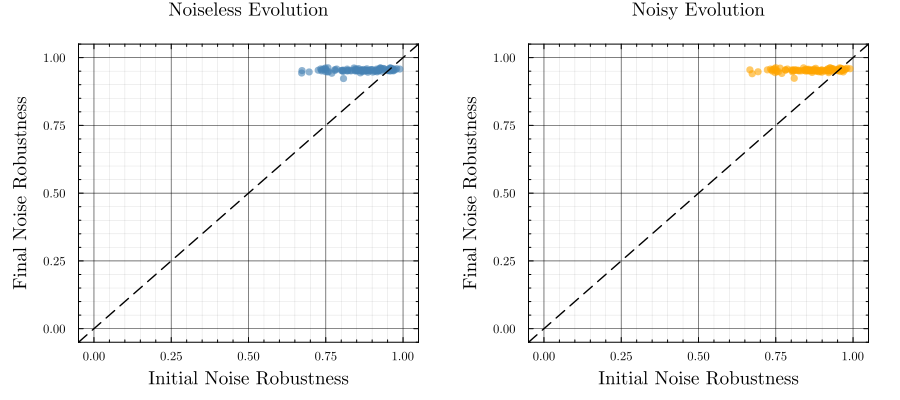 Noiseless Evolution
1.00
0.75
0.50
0.25
0.00
Final Noise Robustness
0.00 0.25 0.50 0.75 1.00
Initial Noise Robustness
Noisy Evolution
1.00
0.75
0.50
0.25
0.00
Final Noise Robustness
0.00 0.25 0.50 0.75 1.00
Initial Noise Robustness